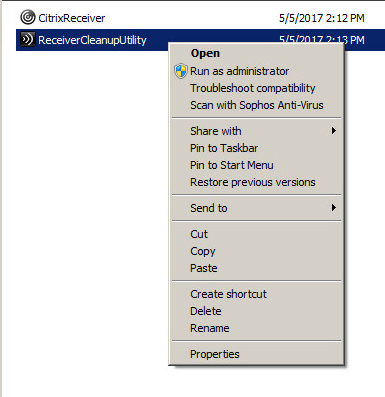 CitrixReceiver 5/5/2017 2:12 PM
ReceiverCleanupUtility 5/5/2017 2:13 PM
Open
Run as administrator
Troubleshoot compatibility
Scan with Sophos Anti-Virus
Share with
Pin to Taskbar
Pin to Start Menu
Restore previous versions
Send to
Cut
Copy
Paste
Create shortcut
Delete
Rename
Properties